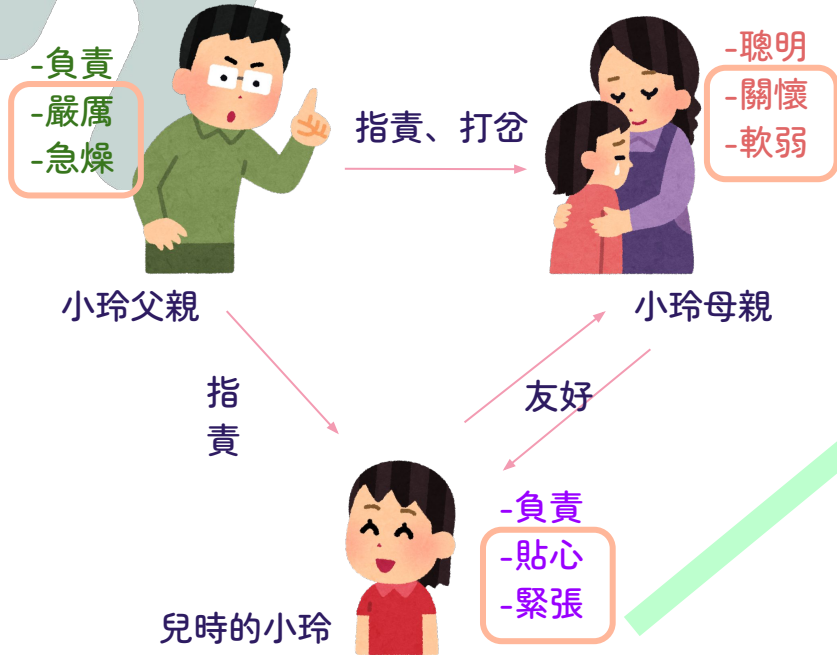 -負責
-嚴厲
-急燥
指責、打岔
-聰明
-關懷
-軟弱
小玲父親
小玲母親
指
責
友好
-負責
-貼心
-緊張
兒時的小玲